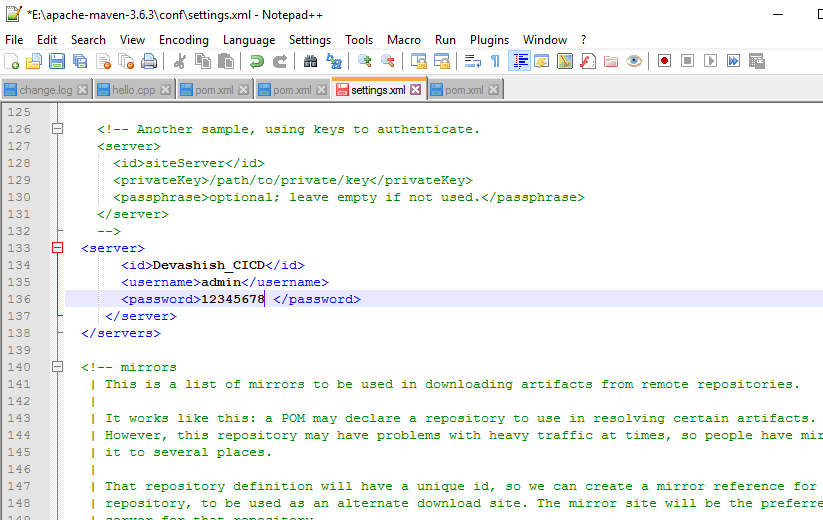 *E:\apache-maven-3.6.3\conf\settings.xml - Notepad++
File Edit Search View Encoding Language Settings Tools Macro Run Plugins Window ?
change.log hello.cpp pom.xml pom.xml settings.xml pom.xml
125
126 <!-- Another sample, using keys to authenticate.
127 <server>
128 <id>siteServer</id>
129 <privateKey>/path/to/private/key</privateKey>
130 <passphrase>optional; leave empty if not used.</passphrase>
131 </server>
132 -->
133 <server>
134 <id>Devashish_CICD</id>
135 <username>admin</username>
136 <password>12345678 </password>
137 </server>
138 </servers>
139
140 <!-- mirrors
141 | This is a list of mirrors to be used in downloading artifacts from remote repositories.
142 |
143 | It works like this: a POM may declare a repository to use in resolving certain artifacts.
144 | However, this repository may have problems with heavy traffic at times, so people have mir
145 | it to several places.
146 |
147 | That repository definition will have a unique id, so we can create a mirror reference for
148 | repository, to be used as an alternate download site. The mirror site will be the preferre
149 | server for that repository